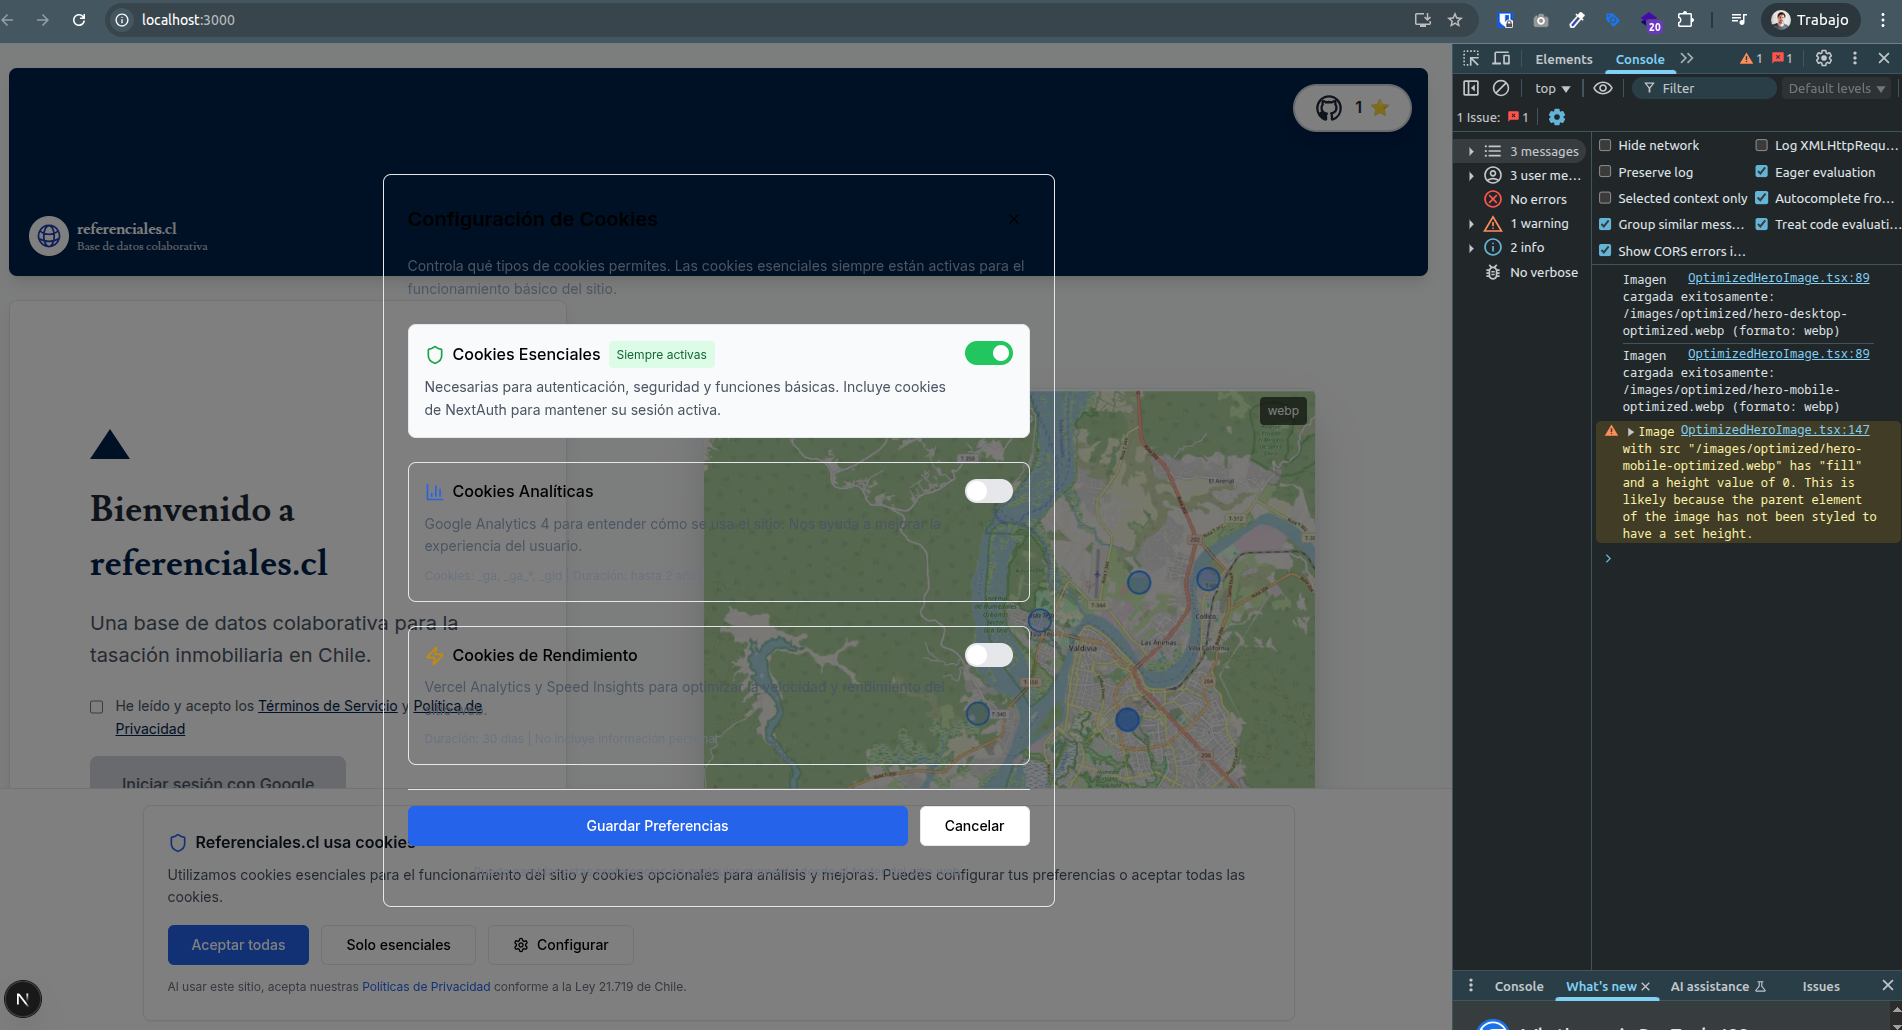 localhost:3000
20
Trabajo
1
referenciales.cl
Base de datos colaborativa
Configuración de Cookies
Controla qué tipos de cookies permites. Las cookies esenciales siempre están activas para el
funcionamiento básico del sitio.
Cookies Esenciales
Siempre activas
Necesarias para autenticación, seguridad y funciones básicas. Incluye cookies
de NextAuth para mantener su sesión activa.
webp
Cookies Analíticas
Google Analytics 4 para entender cómo se usa el sitio. Nos ayuda a mejorar la
experiencia del usuario.
Cookies: _ga, _ga_*, _gid | Duración: hasta 2
Cookies de Rendimiento
Vercel Analytics y Speed Insights para optimizar la velocidad y rendimiento del
Duración: 30 días | No incluye información
Bienvenido a
referenciales.cl
Una base de datos colaborativa para la
tasación inmobiliaria en Chile.
He leído y acepto los Términos de Servicio y Política de
Privacidad
Iniciar sesión con Google
El Arenal
T-312
202
Collico
Las Ánimas
Valdivia
Villa California
Guardar Preferencias
Cancelar
Referenciales.cl usa cookies
Utilizamos cookies esenciales para el funcionamiento del sitio y cookies opcionales para análisis y mejoras. Puedes configurar tus preferencias o aceptar todas las
cookies.
Aceptar todas
Solo esenciales
Configurar
Al usar este sitio, acepta nuestras Políticas de Privacidad conforme a la Ley 21.719 de Chile.
N
Elements
Console
1
1
top
Filter
Default levels
1 Issue:
1
3 messages
3 user me...
No errors
1 warning
2 info
No verbose
Hide network
Log XMLHttpRequ...
Preserve log
Eager evaluation
Selected context only
Autocomplete fro...
Group similar mess...
Treat code evaluati...
Show CORS errors i...
Imagen OptimizedHeroImage.tsx:89
cargada exitosamente:
/images/optimized/hero-desktop-
optimized.webp (formato: webp)
Imagen OptimizedHeroImage.tsx:89
cargada exitosamente:
/images/optimized/hero-mobile-
optimized.webp (formato: webp)
Image OptimizedHeroImage.tsx:147
with src "/images/optimized/hero-
mobile-optimized.webp" has "fill"
and a height value of 0. This is
likely because the parent element
of the image has not been styled to
have a set height.
Console
What's new
AI assistance
Issues